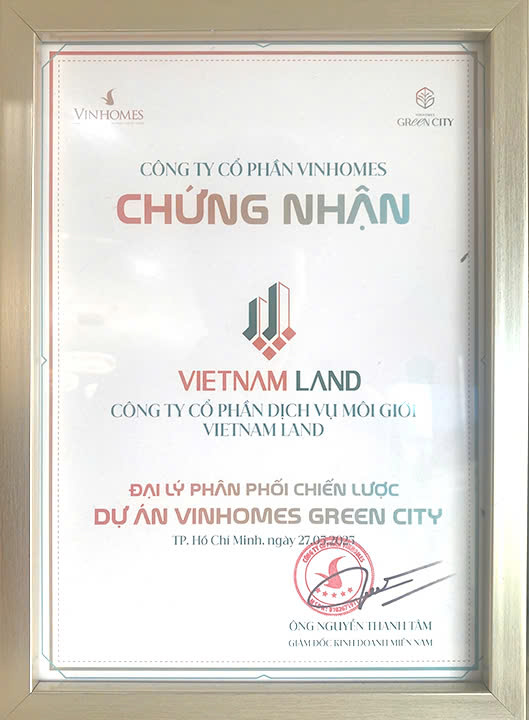 VINHOMES
GREEN CITY
CÔNG TY CỔ PHẦN VINHOMES
CHỨNG NHẬN
VIETNAM LAND
CÔNG TY CỔ PHẦN DỊCH VỤ MÔI GIỚI
VIETNAM LAND
ĐẠI LÝ PHÂN PHỐI CHIẾN LƯỢC
DỰ ÁN VINHOMES GREEN CITY
TP. Hồ Chí Minh, ngày 27.05.2025
ÔNG NGUYỄN THANH TÂM
GIÁM ĐỐC KINH DOANH MIỀN NAM